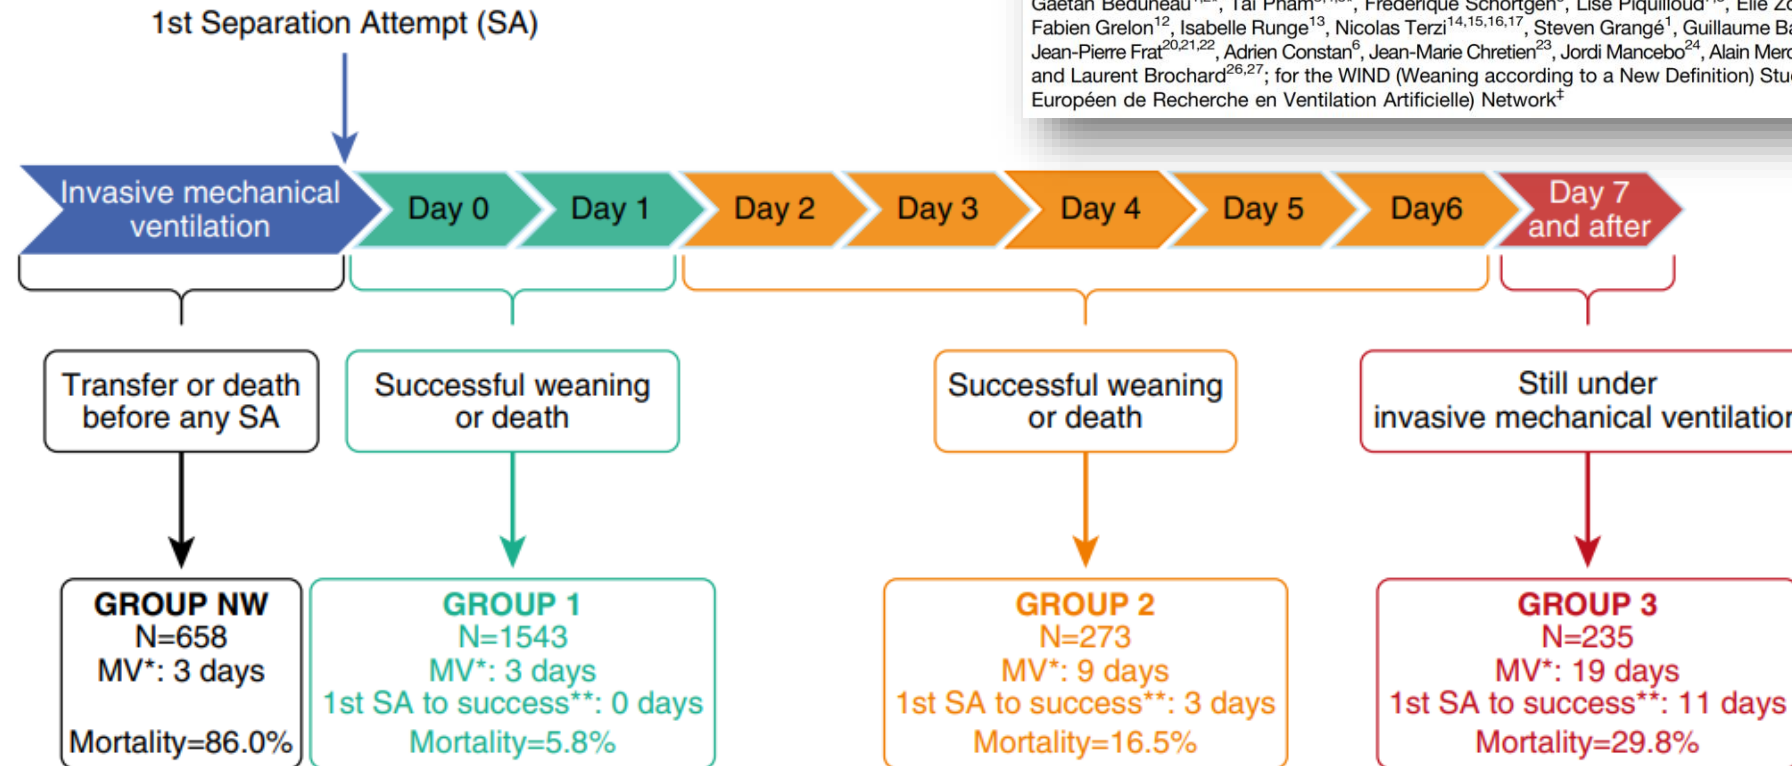 1st Separation Attempt (SA)
Gaëtan Beduneau
Fabien Grelon12, Isabelle Runge13, Nicolas Terzi14,15,16,17, Steven Grangé1, Guillaume
Jean-Pierre Frat20,21,22, Adrien Constan6, Jean-Marie Chretien23, Jordi Mancebo24, Alain
and Laurent Brochard26,27; for the WIND (Weaning according to a New Definition)
Européen de Recherche en Ventilation Artificielle) Network‡
Invasive mechanical
ventilation
Day 0
Day 1
Day 2
Day 3
Day 4
Day 5
Day6
Day 7
and after
Transfer or death
before any SA
Successful weaning
or death
Successful weaning
or death
Still under
invasive mechanical
GROUP NW
N=658
MV*: 3 days
Mortality=86.0%
GROUP 1
N=1543
MV*: 3 days
1st SA to success**: 0 days
Mortality=5.8%
GROUP 2
N=273
MV*: 9 days
1st SA to success**: 3 days
Mortality=16.5%
GROUP 3
N=235
MV*: 19 days
1st SA to success**: 11 days
Mortality=29.8%